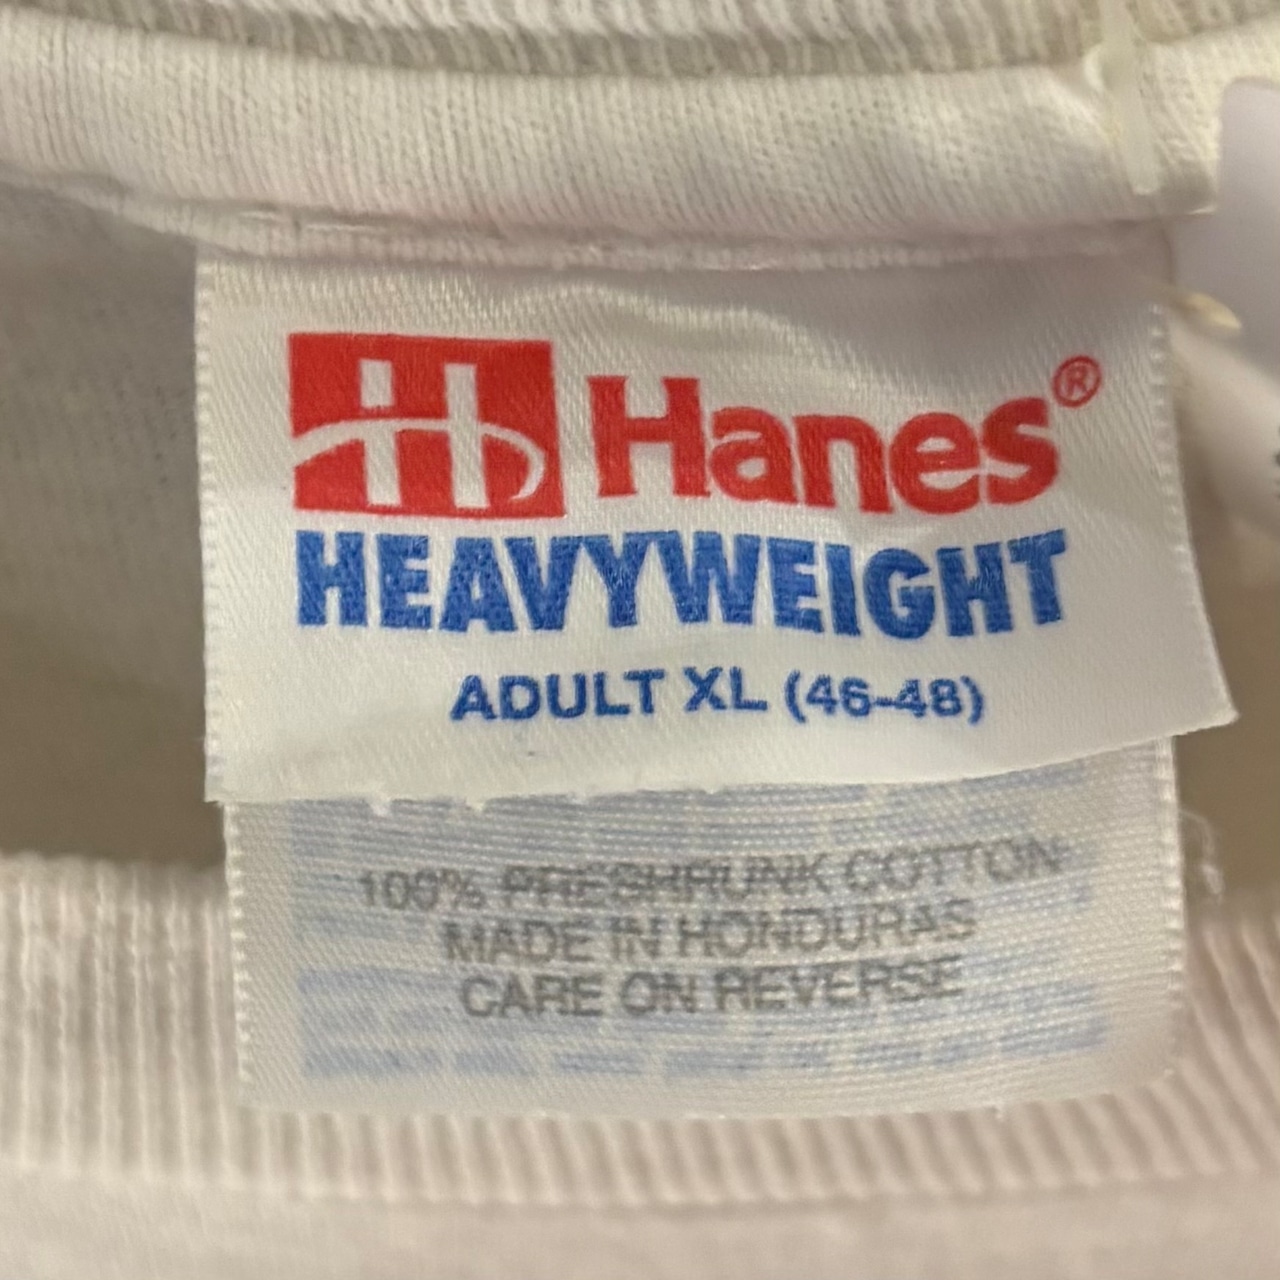 H Hanes®
HEAVYWEIGHT
ADULT XL (46-48)
100% PRESHRUNK COTTON
MADE IN HONDURAS
CARE ON REVERSE